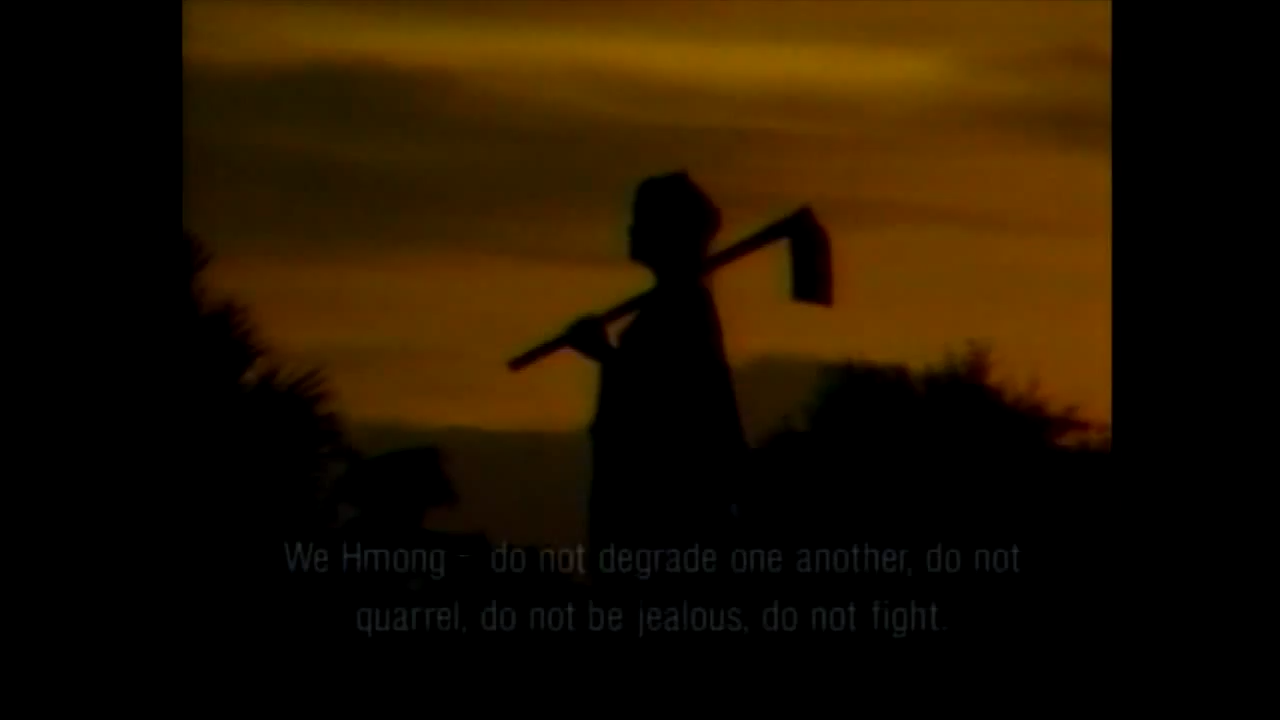 We Hmong - do not degrade one another, do not
quarrel, do not be jealous, do not fight.